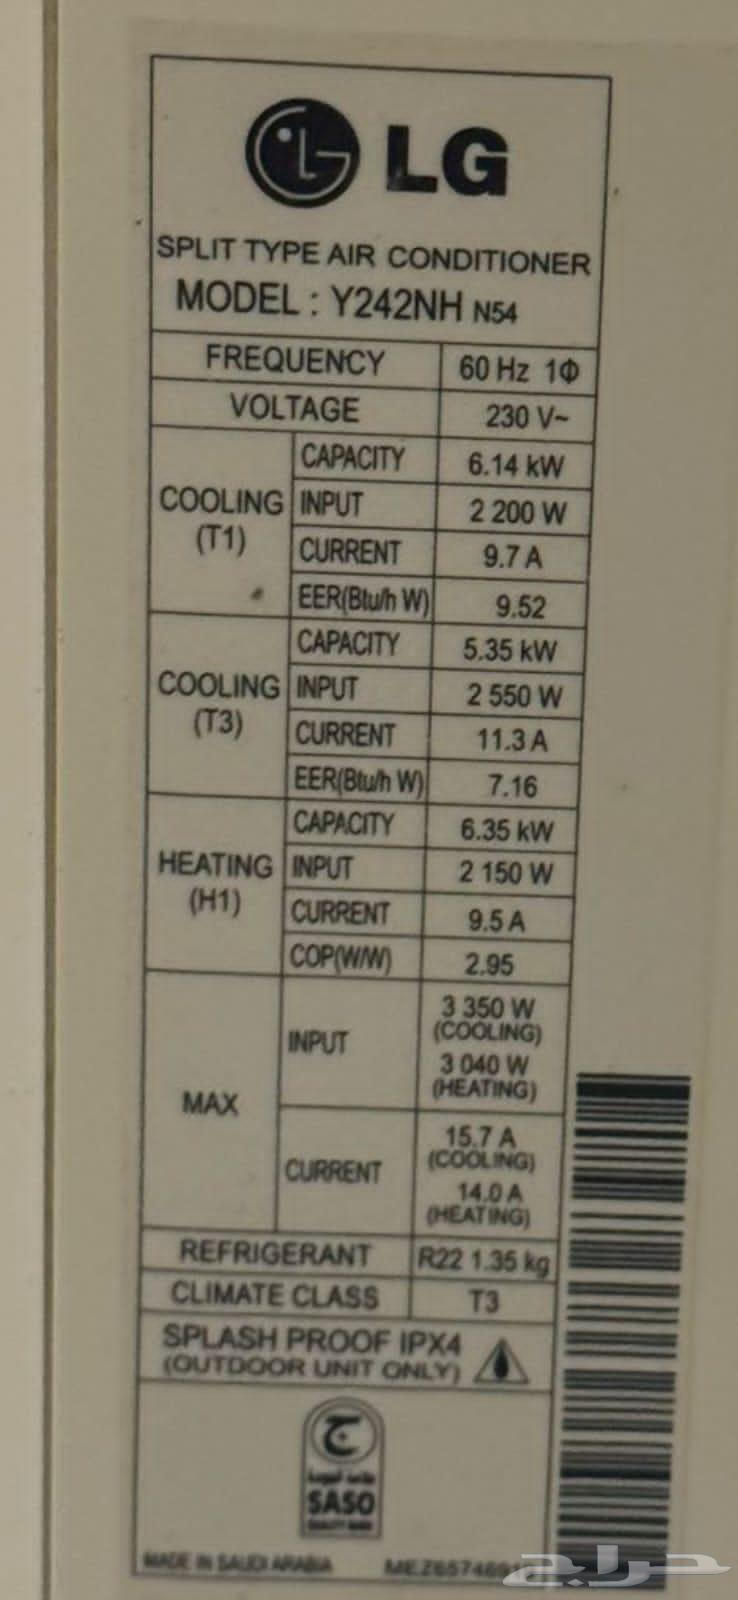 LG
SPLIT TYPE AIR CONDITIONER
MODEL : Y242NH N54
FREQUENCY 60 Hz 1Φ
VOLTAGE 230 V~
COOLING (T1)
CAPACITY 6.14 kW
INPUT 2 200 W
CURRENT 9.7 A
EER(Btu/h W) 9.52
COOLING (T3)
CAPACITY 5.35 kW
INPUT 2 550 W
CURRENT 11.3 A
EER(Btu/h W) 7.16
HEATING (H1)
CAPACITY 6.35 kW
INPUT 2 150 W
CURRENT 9.5 A
COP(W/W) 2.95
MAX
INPUT
3 350 W
(COOLING)
3 040 W
(HEATING)
CURRENT
15.7 A
(COOLING)
14.0 A
(HEATING)
REFRIGERANT R22 1.35 kg
CLIMATE CLASS T3
SPLASH PROOF IPX4
(OUTDOOR UNIT ONLY)
ج
SASO
QUALITY MARK
MADE IN SAUDI ARABIA
حراج